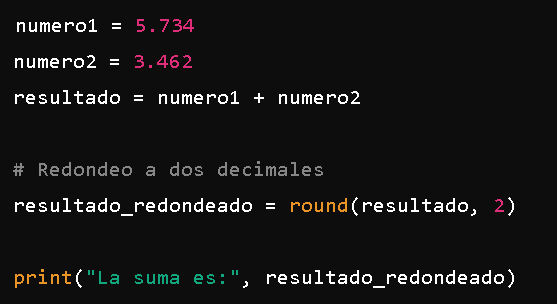 numero1 = 5.734
numero2 = 3.462
resultado = numero1 + numero2
# Redondeo a dos decimales
resultado_redondeado = round(resultado, 2)
print("La suma es:", resultado_redondeado)